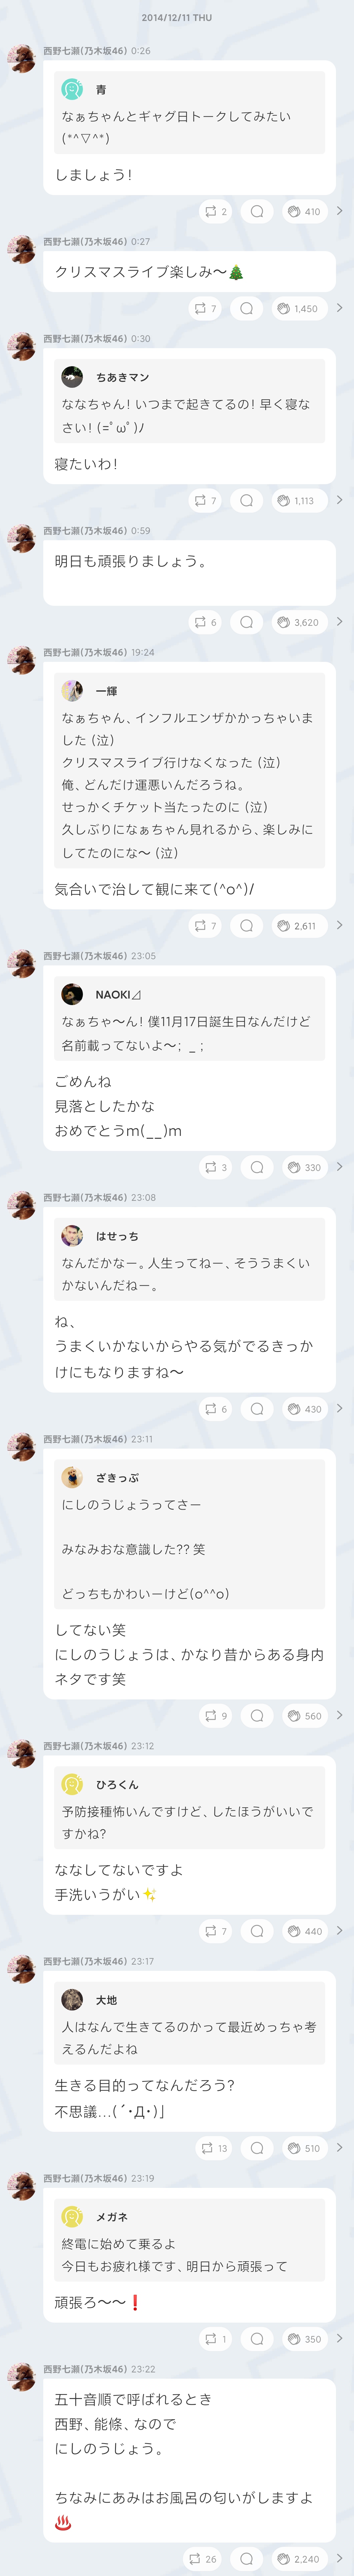 2014/12/11 THU
西野七瀬(乃木坂46) 0:26
青
なぁちゃんとギャグ日トークしてみたい
(*^▽^*)
しましょう!
2 410
西野七瀬(乃木坂46) 0:27
クリスマスライブ楽しみ〜🎄
7 1,450
西野七瀬(乃木坂46) 0:30
ちあきマン
ななちゃん! いつまで起きてるの! 早く寝な
さい! (=ﾟωﾟ)ﾉ
寝たいわ!
7 1,113
西野七瀬(乃木坂46) 0:59
明日も頑張りましょう。
6 3,620
西野七瀬(乃木坂46) 19:24
一輝
なぁちゃん、インフルエンザかかっちゃいま
した (泣)
クリスマスライブ行けなくなった (泣)
俺、どんだけ運悪いんだろうね。
せっかくチケット当たったのに (泣)
久しぶりになぁちゃん見れるから、楽しみに
してたのにな〜 (泣)
気合いで治して観に来て(^o^)/
7 2,611
西野七瀬(乃木坂46) 23:05
NAOKI⊿
なぁちゃ〜ん! 僕11月17日誕生日なんだけど
名前載ってないよ〜; _ ;
ごめんね
見落としたかな
おめでとうm(__)m
3 330
西野七瀬(乃木坂46) 23:08
はせっち
なんだかなー。人生ってねー、そううまくい
かないんだねー。
ね、
うまくいかないからやる気がでるきっか
けにもなりますね〜
6 430
西野七瀬(乃木坂46) 23:11
ざきっぷ
にしのうじょうってさー
みなみおな意識した?? 笑
どっちもかわいーけど(o^^o)
してない笑
にしのうじょうは、かなり昔からある身内
ネタです笑
9 560
西野七瀬(乃木坂46) 23:12
ひろくん
予防接種怖いんですけど、したほうがいいで
すかね?
ななしてないですよ
手洗いうがい✨
7 440
西野七瀬(乃木坂46) 23:17
大地
人はなんで生きてるのかって最近めっちゃ考
えるんだよね
生きる目的ってなんだろう?
不思議…(´･Д･)」
13 510
西野七瀬(乃木坂46) 23:19
メガネ
終電に始めて乗るよ
今日もお疲れ様です、明日から頑張って
頑張ろ〜〜❗
1 350
西野七瀬(乃木坂46) 23:22
五十音順で呼ばれるとき
西野、能條、なので
にしのうじょう。
ちなみにあみはお風呂の匂いがしますよ
♨
26 2,240